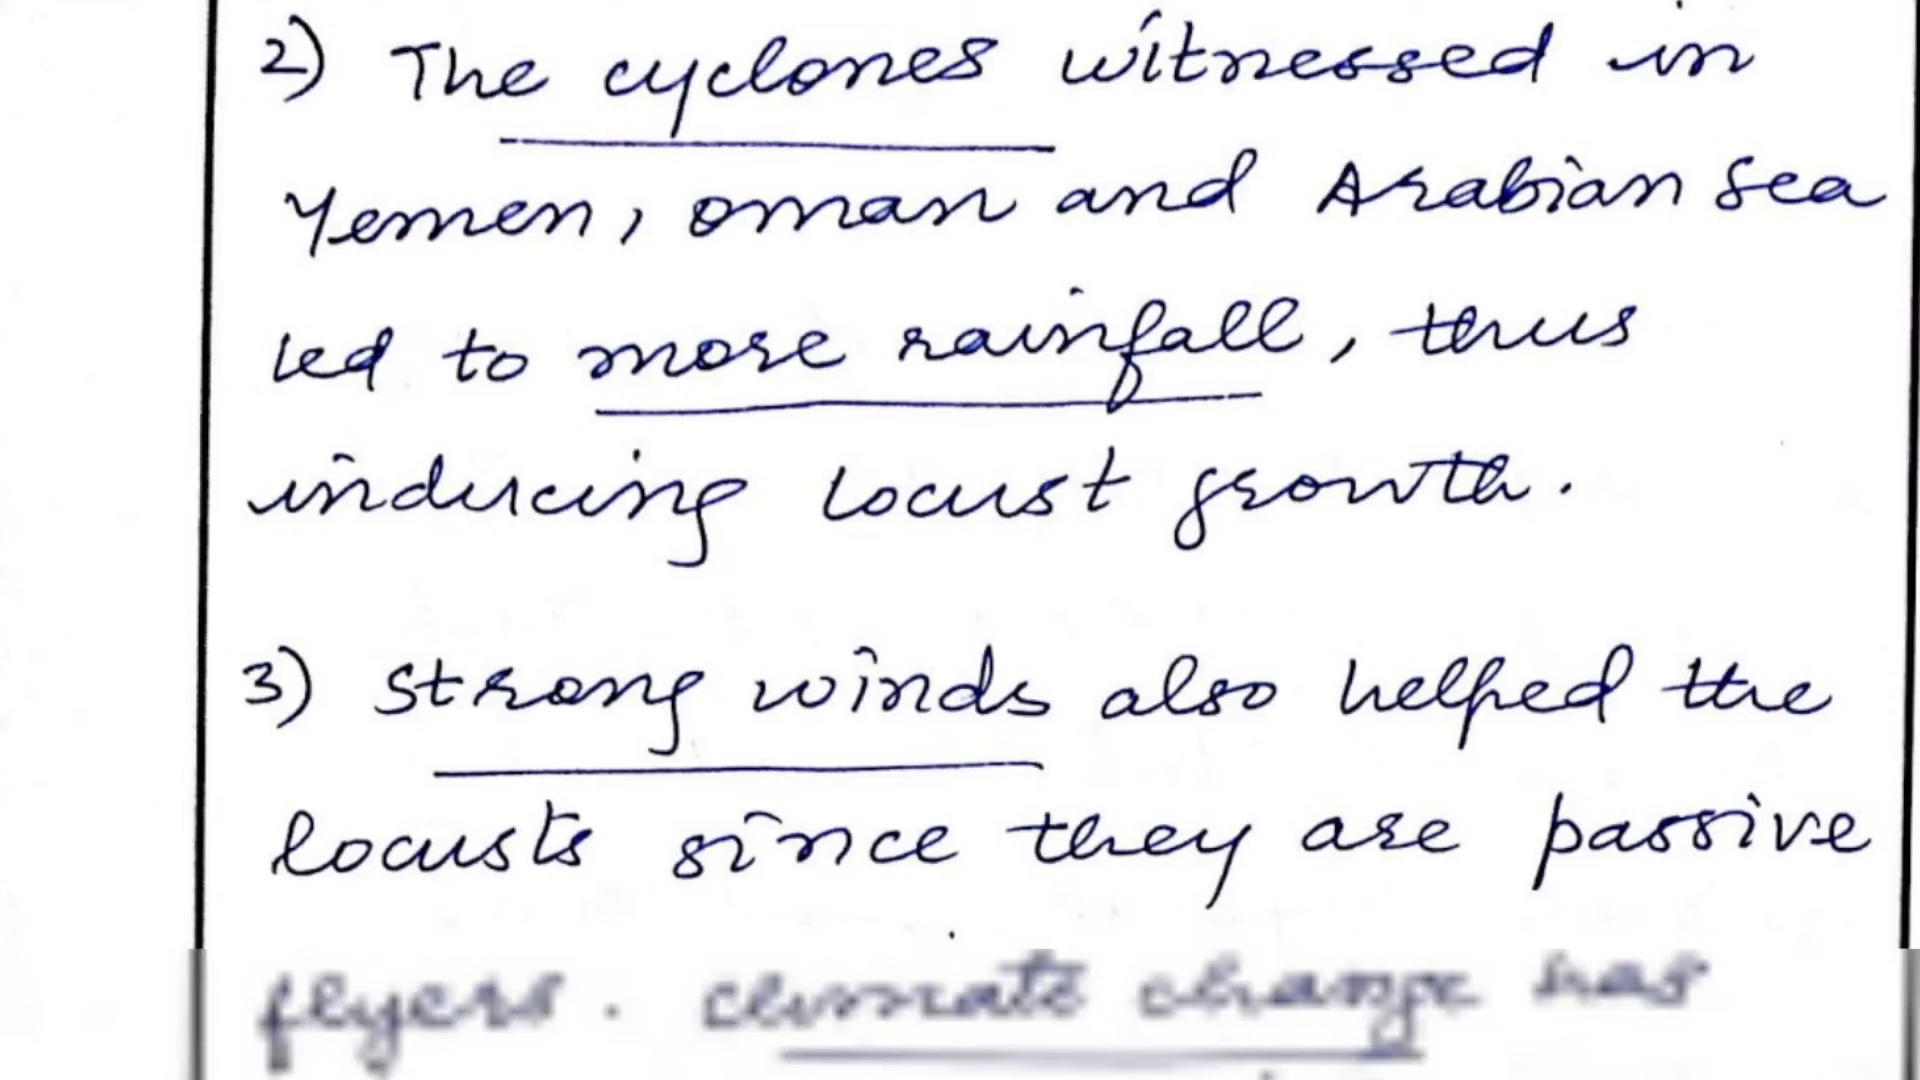 2) The cyclones witnessed in
Yemen, oman and Arabian Sea
led to more rainfall, thus
inducing locust growth.
3) Strong winds also helped the
locusts since they are passive
flyers. climate change has